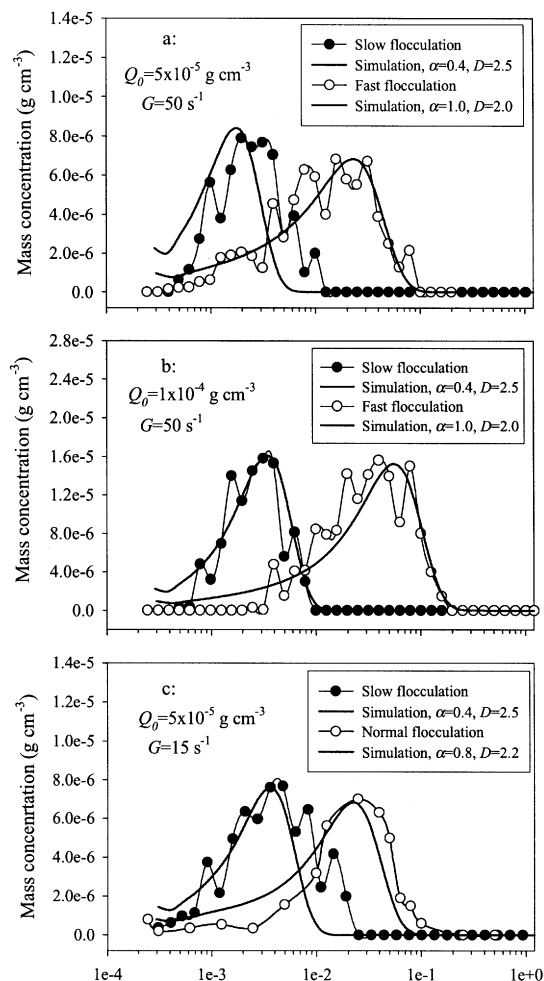 1.4e-5
1.2e-5
1.0e-5
8.0e-6
6.0e-6
4.0e-6
2.0e-6
0.0
Mass concentration (g cm⁻³)
a:
Q₀=5x10⁻⁵ g cm⁻³
G=50 s⁻¹
Slow flocculation
Simulation, α=0.4, D=2.5
Fast flocculation
Simulation, α=1.0, D=2.0
2.8e-5
2.4e-5
2.0e-5
1.6e-5
1.2e-5
8.0e-6
4.0e-6
0.0
Mass concentration (g cm⁻³)
b:
Q₀=1x10⁻⁴ g cm⁻³
G=50 s⁻¹
Slow flocculation
Simulation, α=0.4, D=2.5
Fast flocculation
Simulation, α=1.0, D=2.0
1.4e-5
1.2e-5
1.0e-5
8.0e-6
6.0e-6
4.0e-6
2.0e-6
0.0
Mass concenrtation (g cm⁻³)
c:
Q₀=5x10⁻⁵ g cm⁻³
G=15 s⁻¹
Slow flocculation
Simulation, α=0.4, D=2.5
Normal flocculation
Simulation, α=0.8, D=2.2
1e-4 1e-3 1e-2 1e-1 1e+0